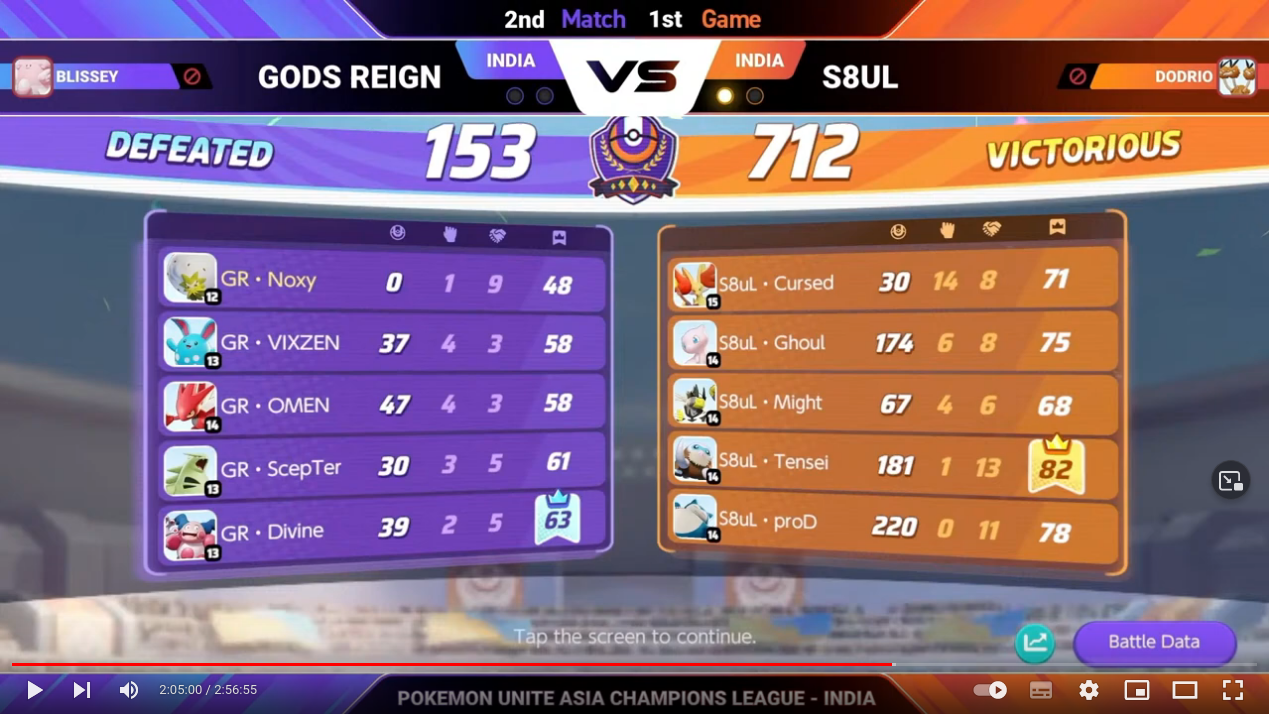 2nd Match 1st Game
BLISSEY
GODS REIGN
INDIA
VS
INDIA
S8UL
DODRIO
DEFEATED
153
712
VICTORIOUS
12 GR • Noxy 0 1 9 48
13 GR • VIXZEN 37 4 3 58
14 GR • OMEN 47 4 3 58
13 GR • ScepTer 30 3 5 61
13 GR • Divine 39 2 5 63
15 S8uL • Cursed 30 14 8 71
14 S8uL • Ghoul 174 6 8 75
14 S8uL • Might 67 4 6 68
14 S8uL • Tensei 181 1 13 82
14 S8uL • proD 220 0 11 78
Tap the screen to continue.
Battle Data
2:05:00 / 2:56:55
POKEMON UNITE ASIA CHAMPIONS LEAGUE - INDIA